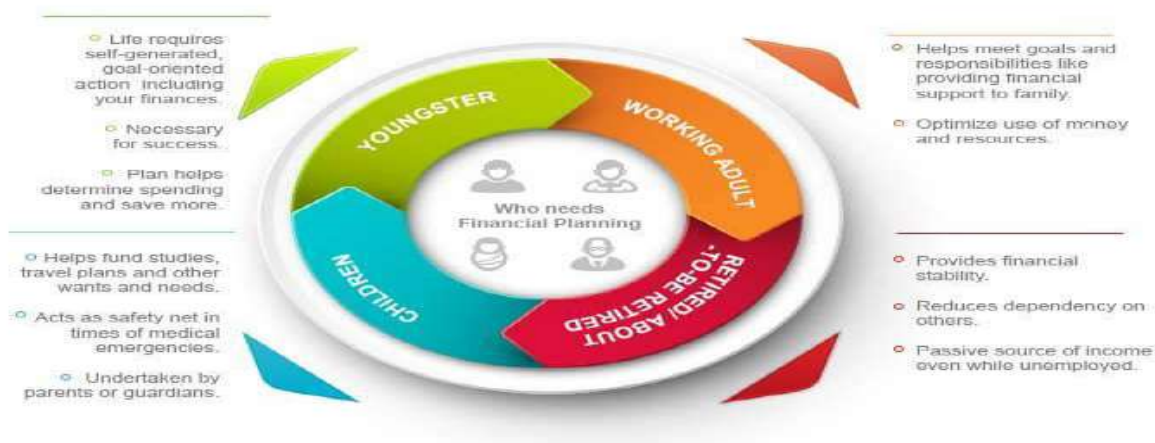 Life requires
self-generated,
goal-oriented
action including
your finances.
Necessary
for success.
Plan helps
determine spending
and save more.
Helps fund studies,
travel plans and other
wants and needs.
Acts as safety net in
times of medical
emergencies.
Undertaken by
parents or guardians.
YOUNGSTER
WORKING ADULT
CHILDREN
RETIRED/ ABOUT
-TO-BE RETIRED
Who needs
Financial Planning
Helps meet goals and
responsibilities like
providing financial
support to family.
Optimize use of money
and resources.
Provides financial
stability.
Reduces dependency on
others.
Passive source of income
even while unemployed.